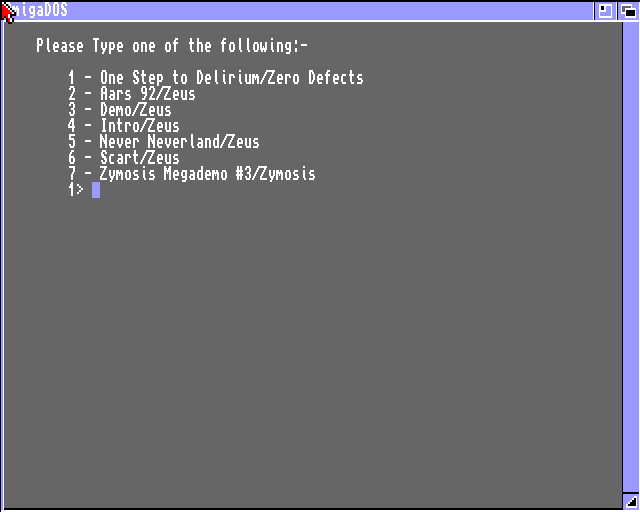 AmigaDOS
Please Type one of the following:-
1 - One Step to Delirium/Zero Defects
2 - Aars 92/Zeus
3 - Demo/Zeus
4 - Intro/Zeus
5 - Never Neverland/Zeus
6 - Scart/Zeus
7 - Zymosis Megademo #3/Zymosis
1>